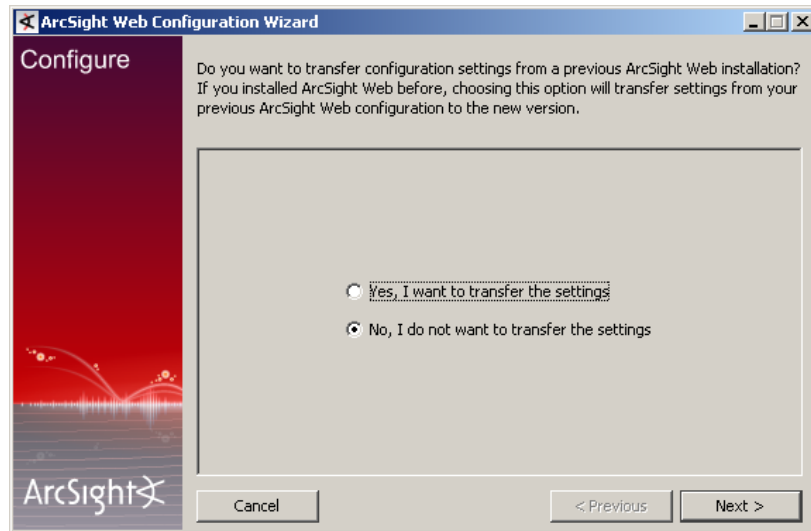 ArcSight Web Configuration Wizard
Configure
Do you want to transfer configuration settings from a previous ArcSight Web installation?
If you installed ArcSight Web before, choosing this option will transfer settings from your
previous ArcSight Web configuration to the new version.
Yes, I want to transfer the settings
No, I do not want to transfer the settings
ArcSight
Cancel
< Previous
Next >